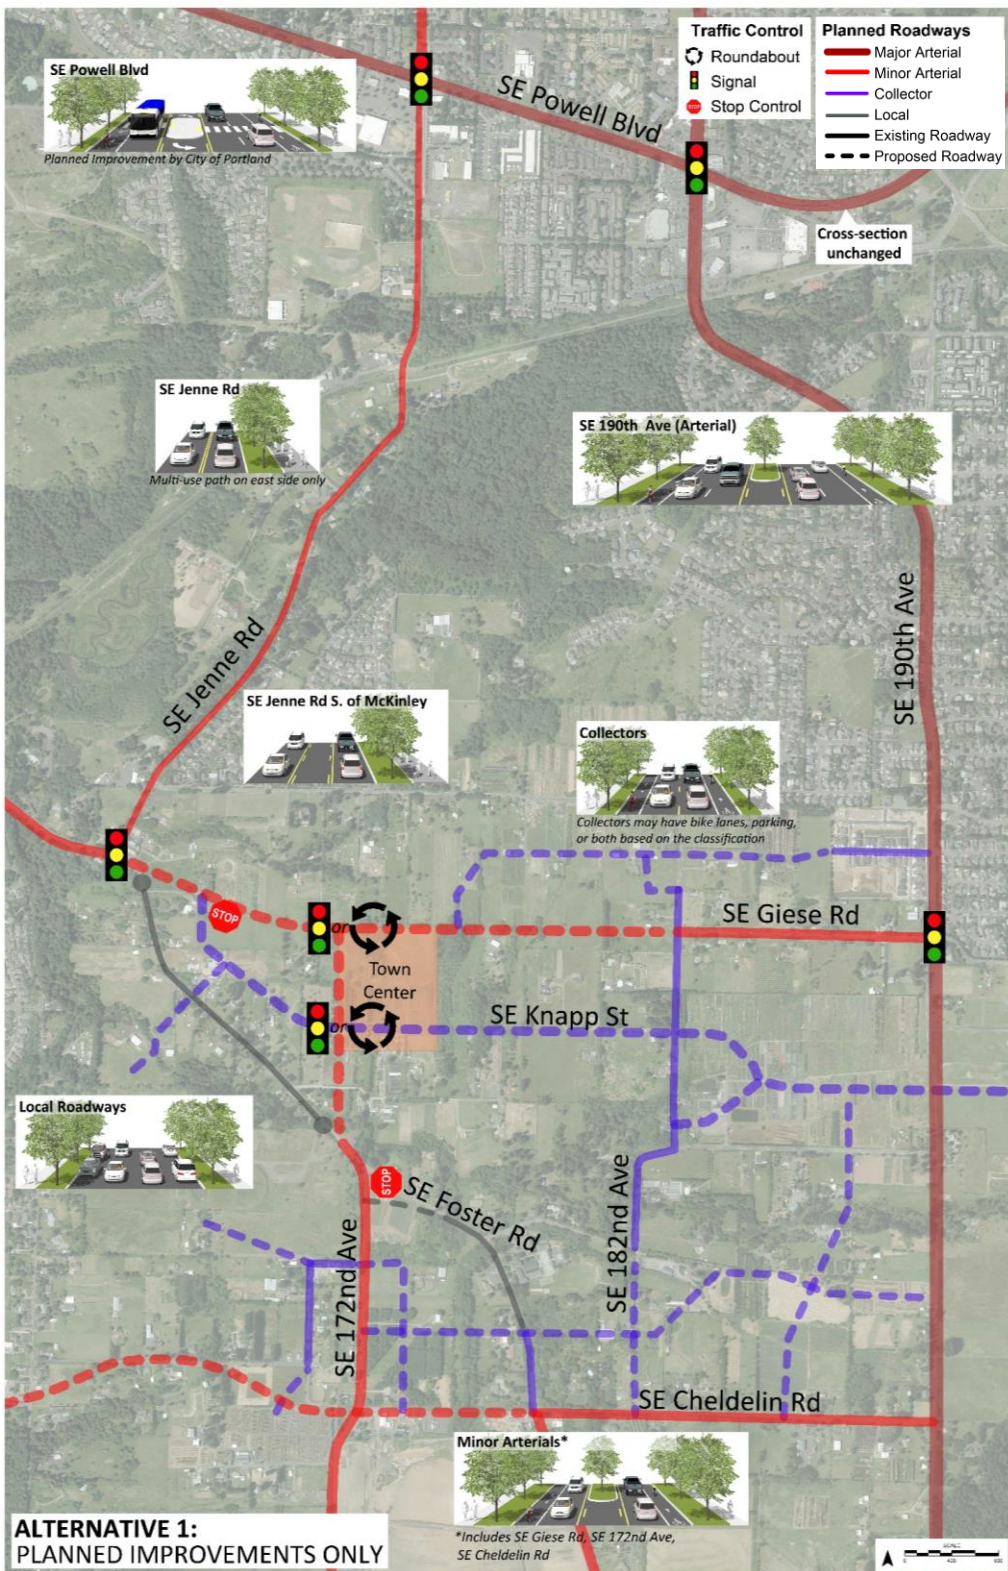 SE Powell Blvd
Planned Improvement by City of Portland
SE Powell Blvd
Traffic Control
Roundabout
Signal
STOP
Stop Control
Planned Roadways
Major Arterial
Minor Arterial
Collector
Local
Existing Roadway
Proposed Roadway
Cross-section
unchanged
SE Jenne Rd
Multi-use path on east side only
SE 190th Ave (Arterial)
SE 190th Ave
SE Jenne Rd
SE Jenne Rd S. of McKinley
Collectors
Collectors may have bike lanes, parking,
or both based on the classification
STOP
or
SE Giese Rd
Town
Center
or
SE Knapp St
Local Roadways
STOP
SE Foster Rd
SE 172nd Ave
SE 182nd Ave
SE Cheldelin Rd
Minor Arterials*
*Includes SE Giese Rd, SE 172nd Ave,
SE Cheldelin Rd
ALTERNATIVE 1:
PLANNED IMPROVEMENTS ONLY
SCALE
0